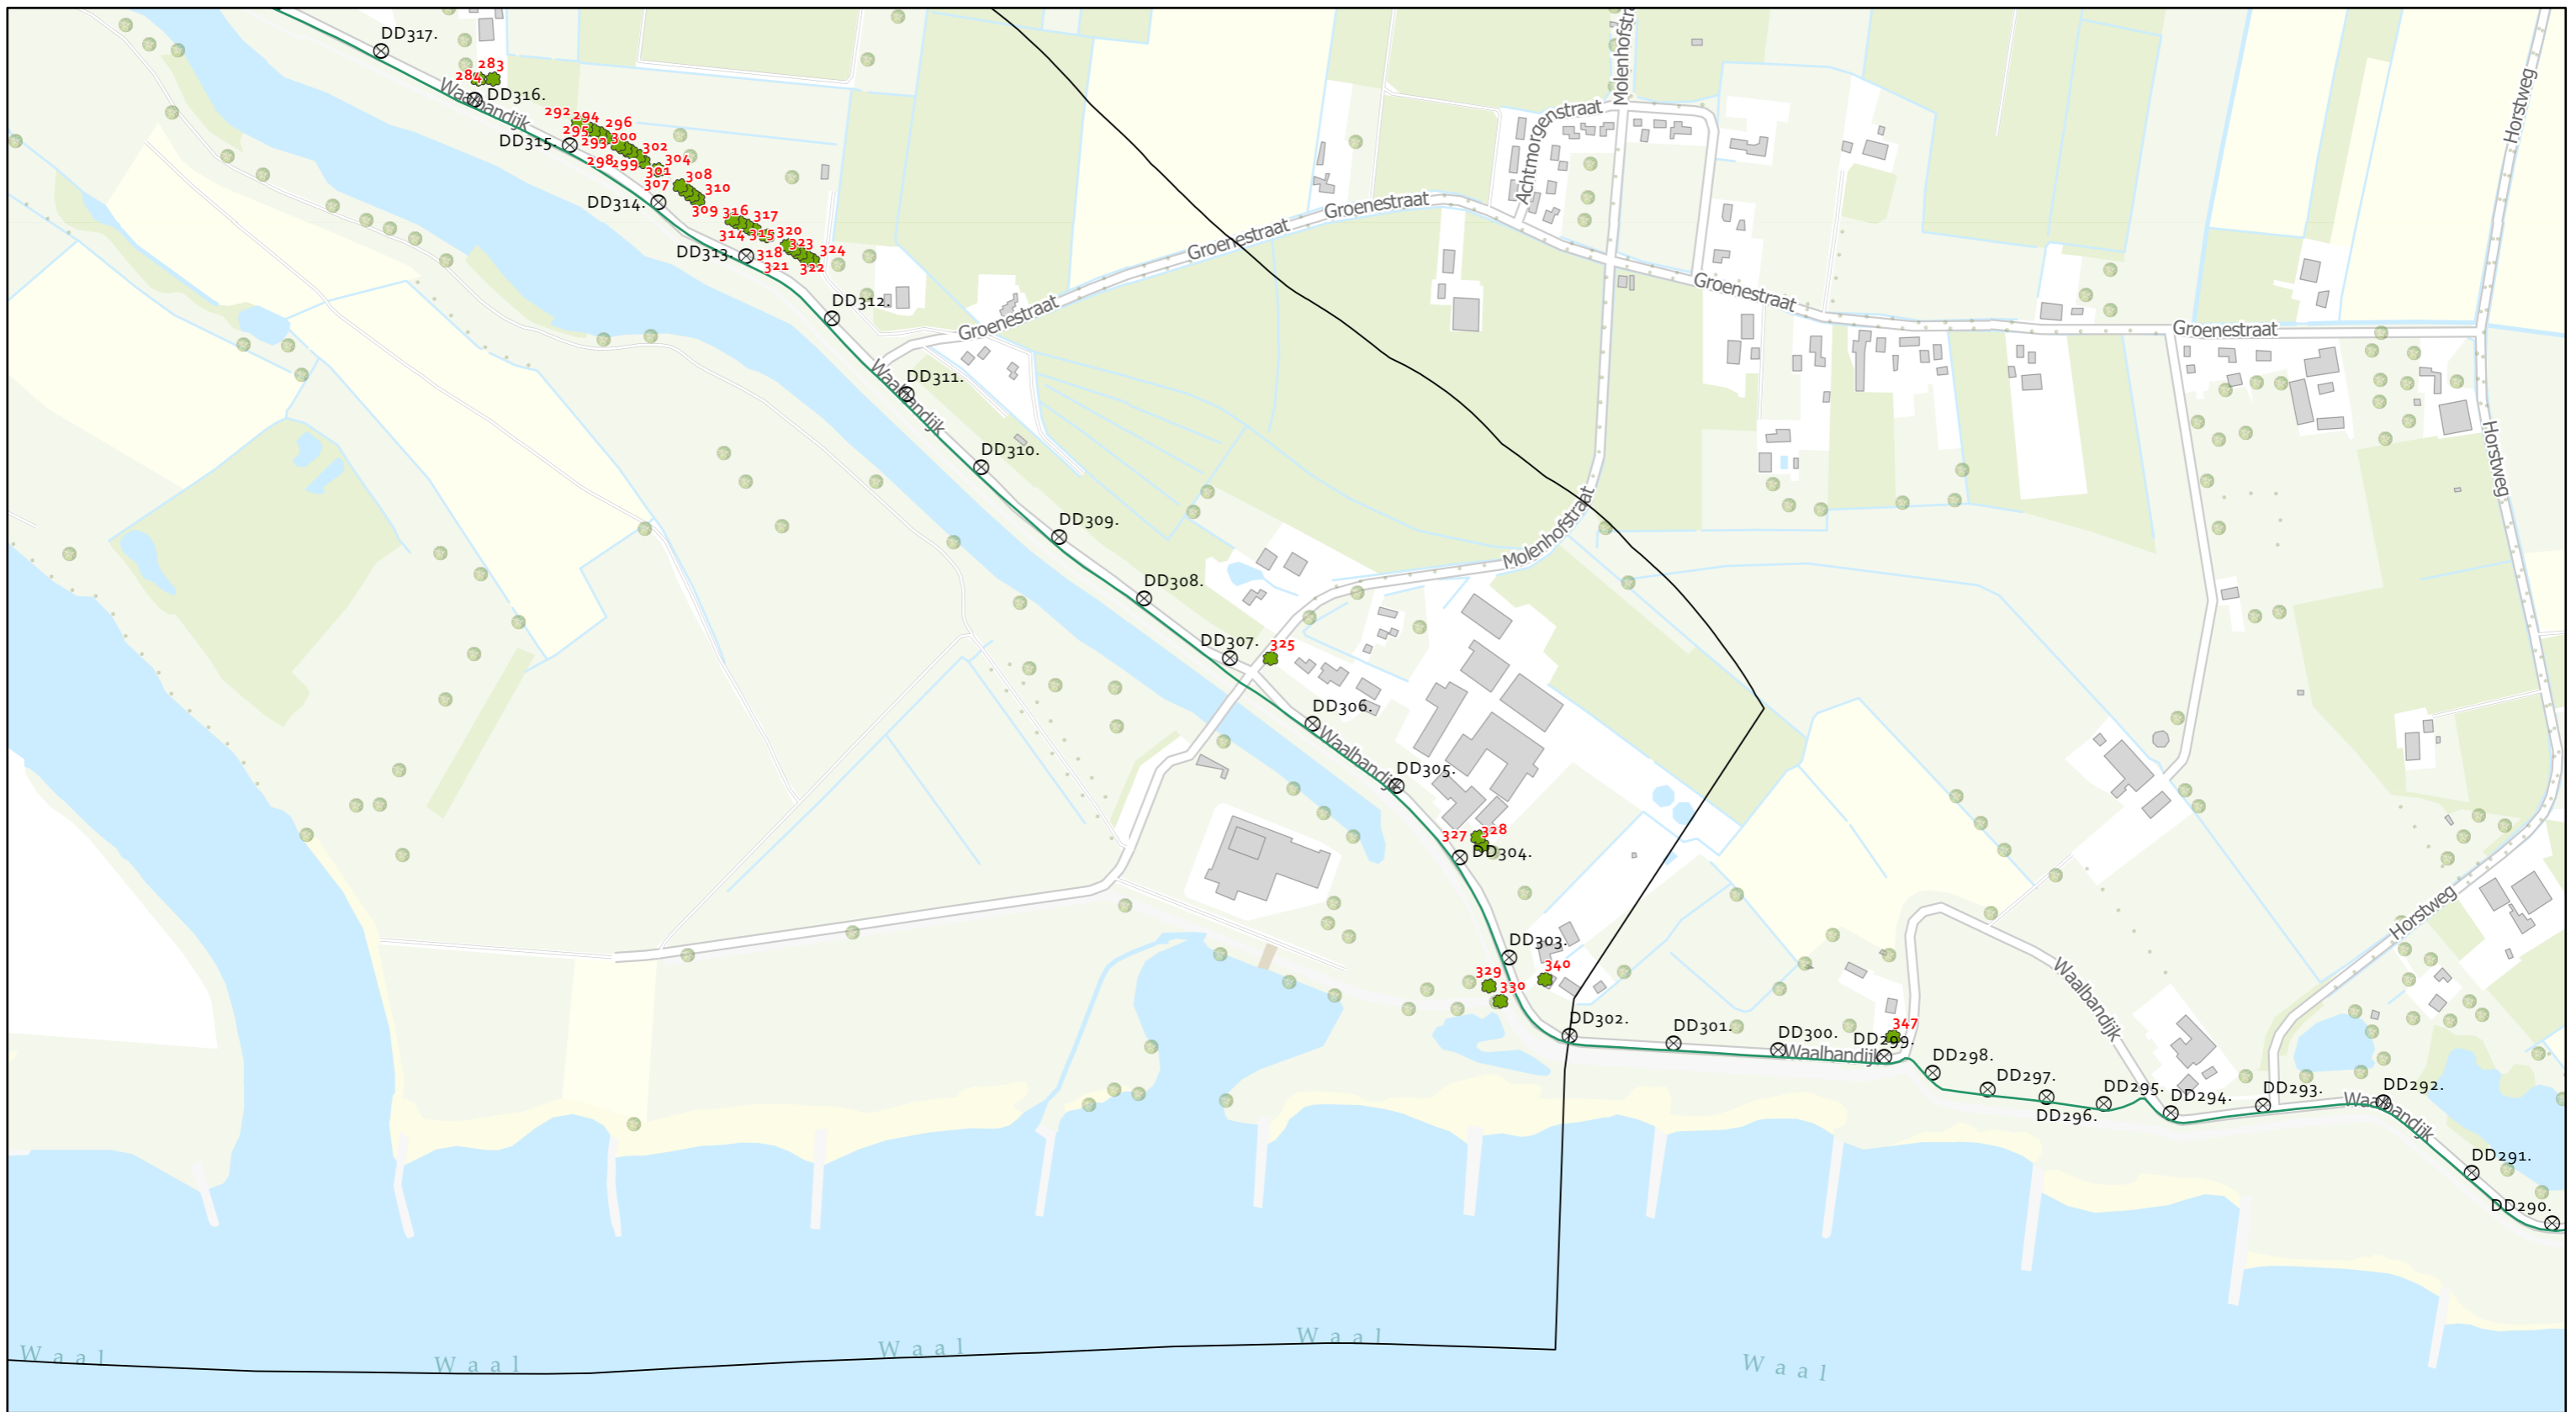 DD317.
283
284
DD316.
Waalbandijk
292
294
296
295
293
300
DD315.
302
298
299
304
301
307
308
310
DD314.
309
316
317
314
315
320
323
324
DD313.
318
321
322
DD312.
Groenestraat
Groenestraat
Groenestraat
Achtmorgenstraat
Molenhofstra
Groenestraat
Groenestraat
Horstweg
Horstweg
DD311.
Waalbandijk
DD310.
DD309.
Molenhofstraat
DD308.
DD307.
325
DD306.
Waalbandijk
DD305.
327
328
DD304.
DD303.
329
330
340
DD302.
DD301.
DD300.
347
DD299.
Waalbandijk
Waalbandijk
Horstweg
DD298.
DD297.
DD296.
DD295.
DD294.
DD293.
DD292.
Waalbandijk
DD291.
DD290.
Waal
Waal
Waal
Waal
Waal